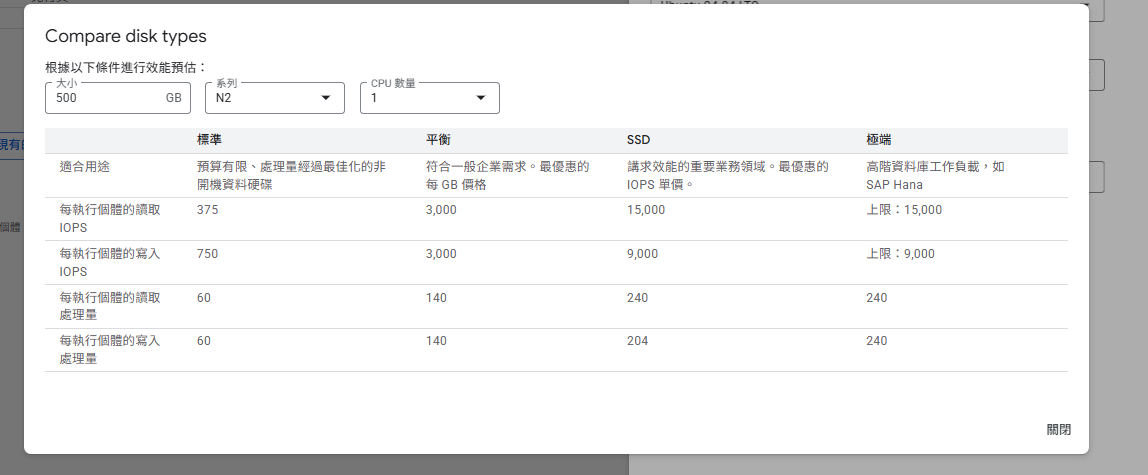 Compare disk types
根據以下條件進行效能預估：
大小
500 GB
系列
N2
CPU 數量
1
標準 平衡 SSD 極端
適合用途 預算有限、處理量經過最佳化的非 符合一般企業需求。最優惠的 講求效能的重要業務領域。最優惠的 高階資料庫工作負載，如
開機資料硬碟 每 GB 價格 IOPS 單價。 SAP Hana
每執行個體的讀取 375 3,000 15,000 上限：15,000
IOPS
每執行個體的寫入 750 3,000 9,000 上限：9,000
IOPS
每執行個體的讀取 60 140 240 240
處理量
每執行個體的寫入 60 140 204 240
處理量
關閉
現有的
個體